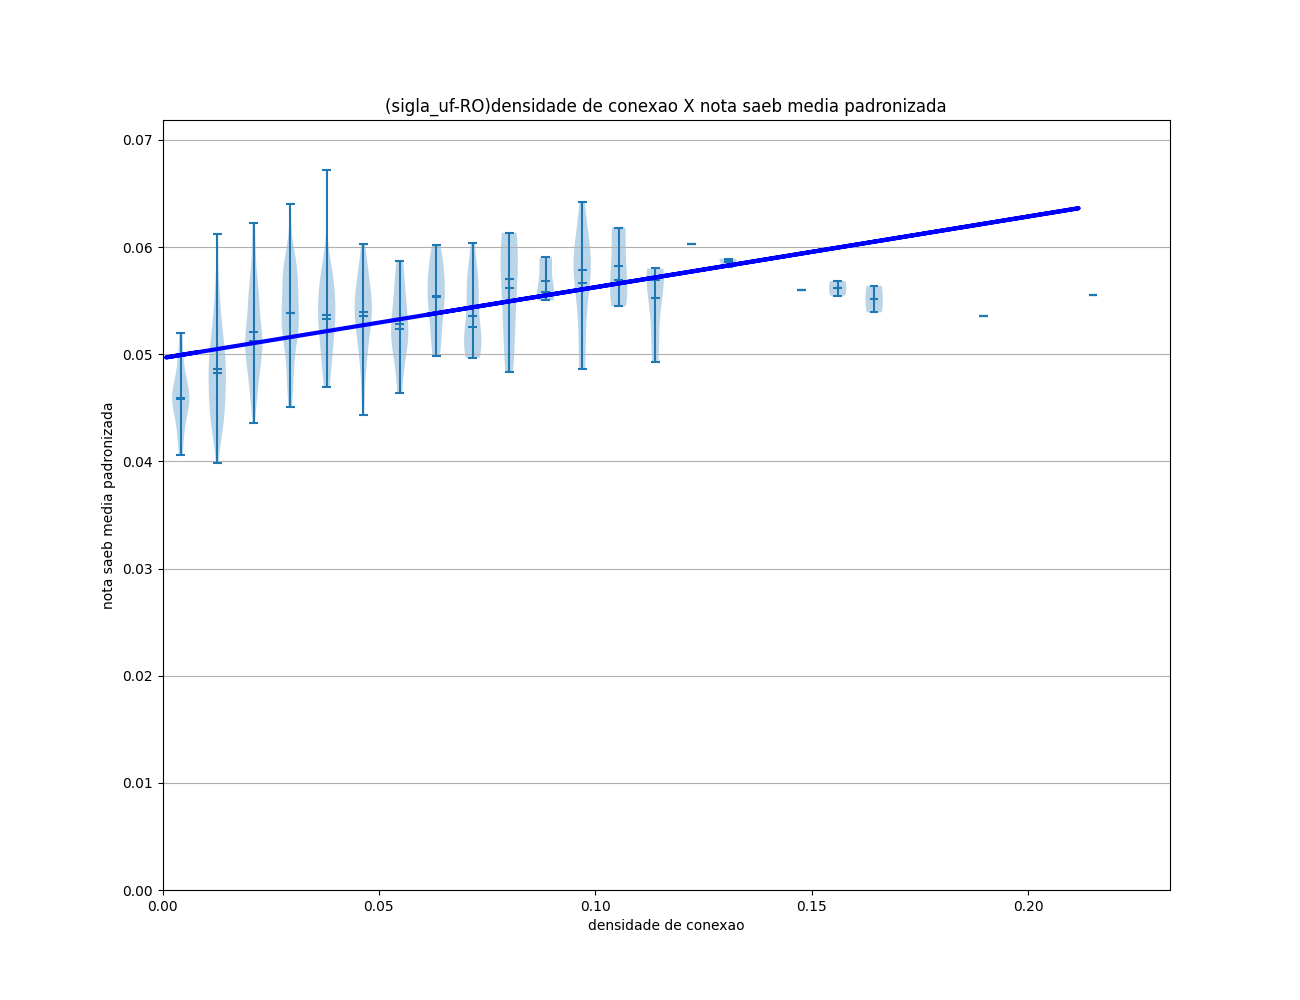 (sigla_uf-RO)densidade de conexao X nota saeb media padronizada
0.07
0.06
0.05
0.04
0.03
0.02
0.01
0.00
nota saeb media padronizada
0.00 0.05 0.10 0.15 0.20
densidade de conexao